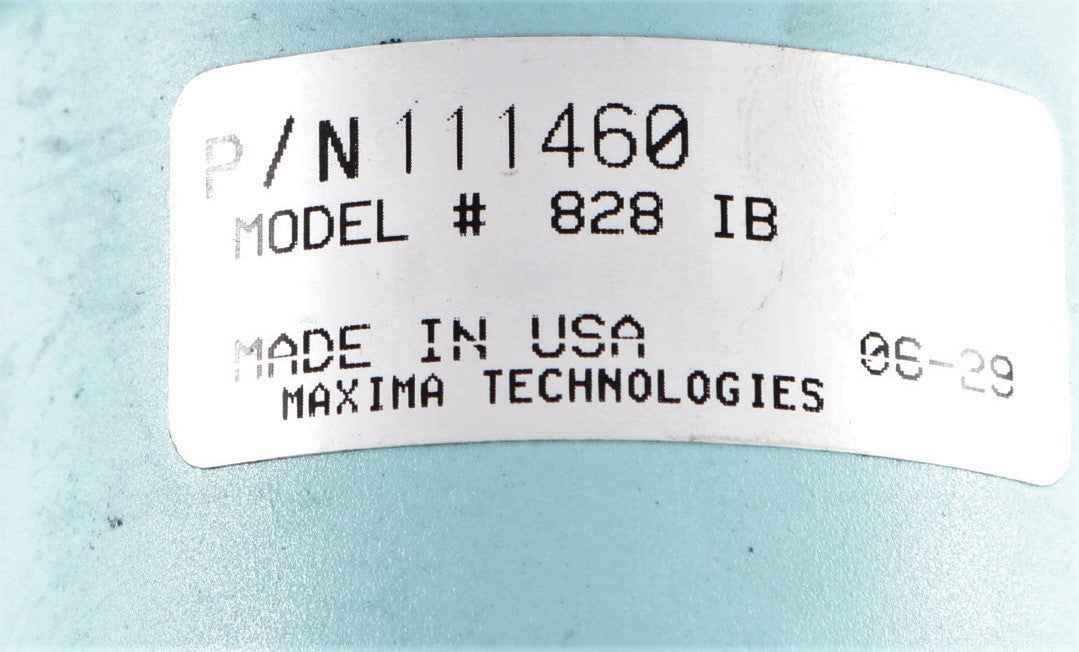 P/N 111460
MODEL # 828 IB
MADE IN USA 06-29
MAXIMA TECHNOLOGIES